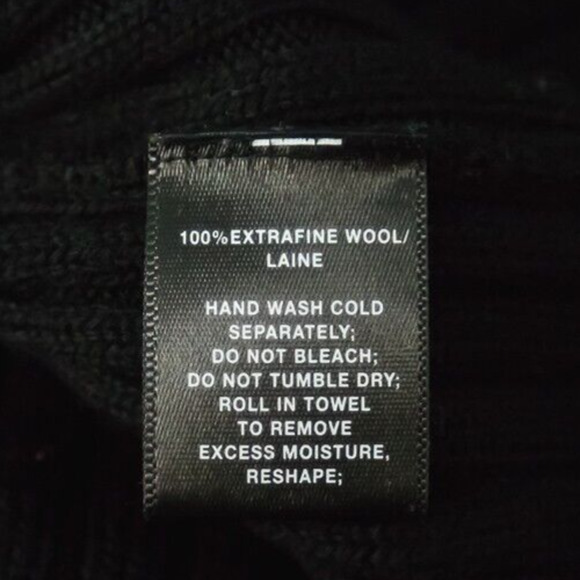 100%EXTRAFINE WOOL/
LAINE
HAND WASH COLD
SEPARATELY;
DO NOT BLEACH;
DO NOT TUMBLE DRY;
ROLL IN TOWEL
TO REMOVE
EXCESS MOISTURE,
RESHAPE;